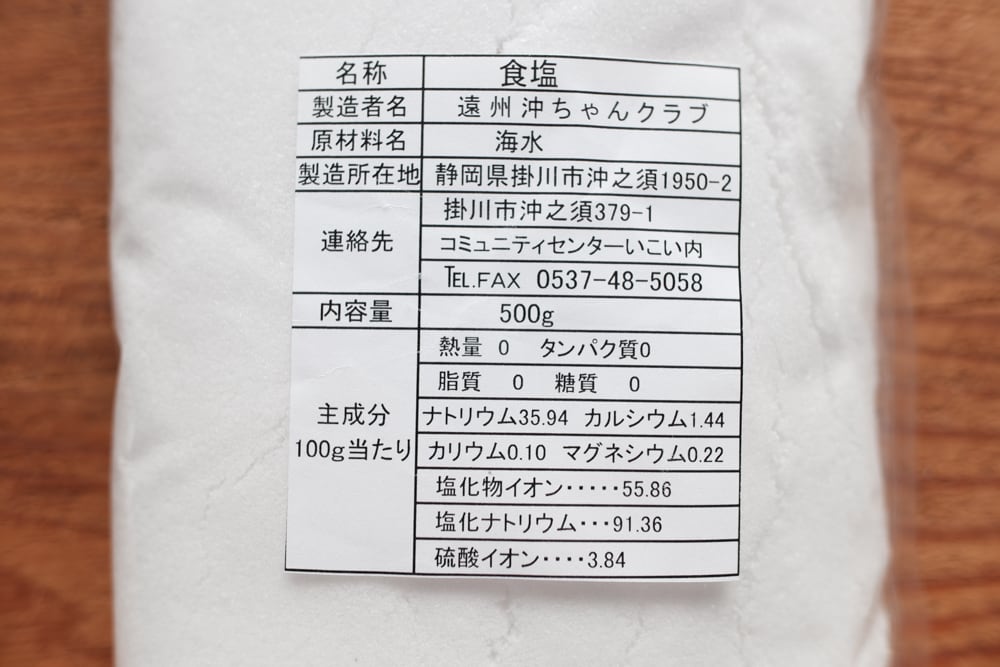 名称 食塩
製造者名 遠州沖ちゃんクラブ
原材料名 海水
製造所在地 静岡県掛川市沖之須1950-2
連絡先 掛川市沖之須379-1
コミュニティセンターいこい内
TEL.FAX 0537-48-5058
内容量 500g
主成分
100g当たり
熱量 0 タンパク質0
脂質 0 糖質 0
ナトリウム35.94 カルシウム1.44
カリウム0.10 マグネシウム0.22
塩化物イオン・・・・・55.86
塩化ナトリウム・・・91.36
硫酸イオン・・・・3.84